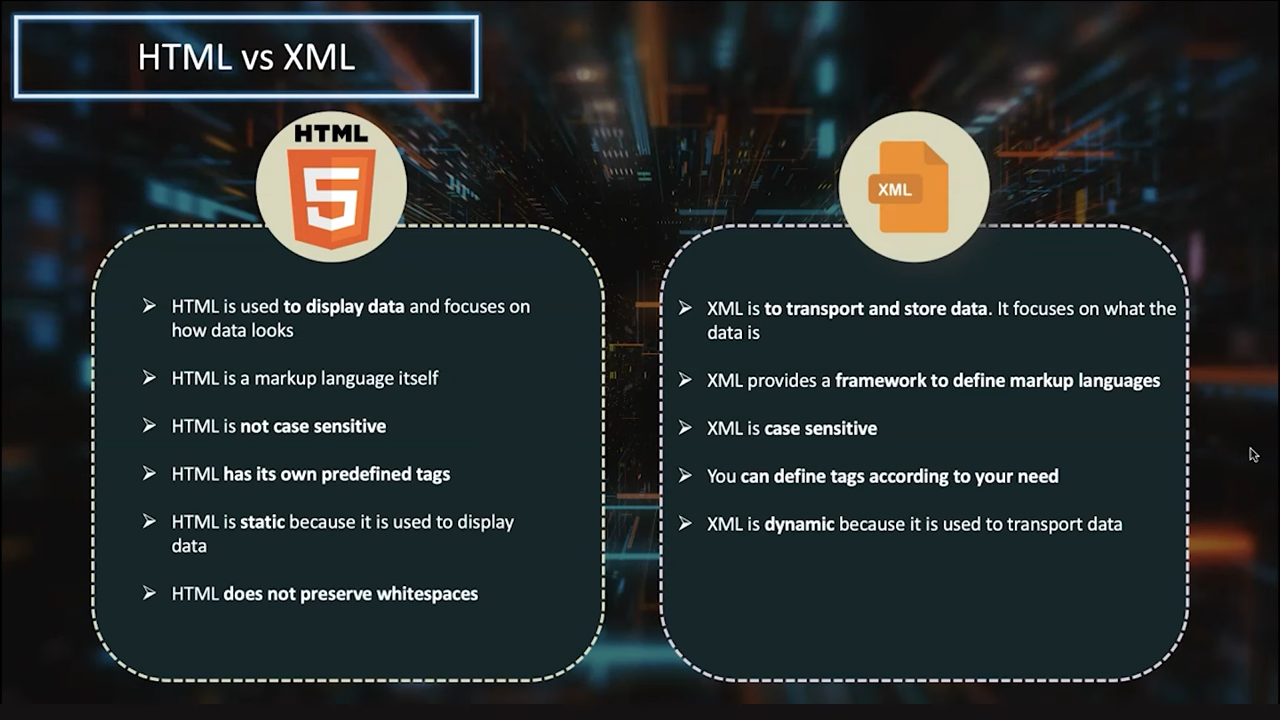 HTML vs XML
HTML
5
XML
➢ HTML is used to display data and focuses on
how data looks
➢ HTML is a markup language itself
➢ HTML is not case sensitive
➢ HTML has its own predefined tags
➢ HTML is static because it is used to display
data
➢ HTML does not preserve whitespaces
➢ XML is to transport and store data. It focuses on what the
data is
➢ XML provides a framework to define markup languages
➢ XML is case sensitive
➢ You can define tags according to your need
➢ XML is dynamic because it is used to transport data